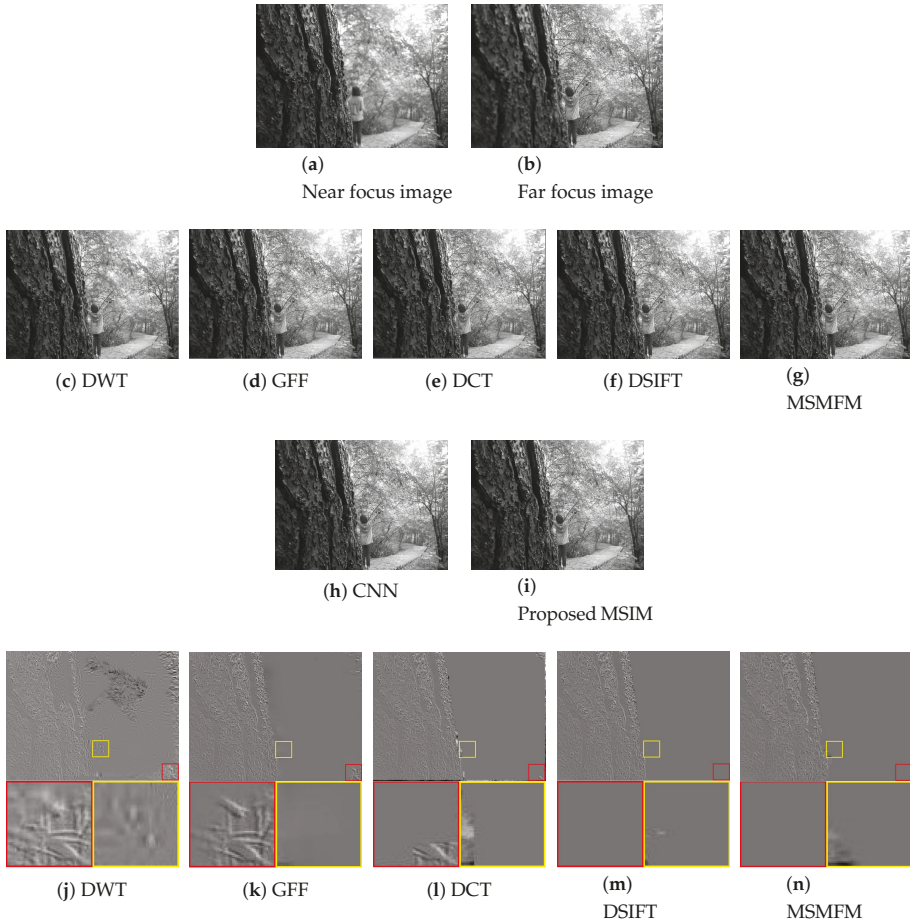 (a)
Near focus image
(b)
Far focus image
(c) DWT
(d) GFF
(e) DCT
(f) DSIFT
(g)
MSMFM
(h) CNN
(i)
Proposed MSIM
(j) DWT
(k) GFF
(l) DCT
(m)
DSIFT
(n)
MSMFM